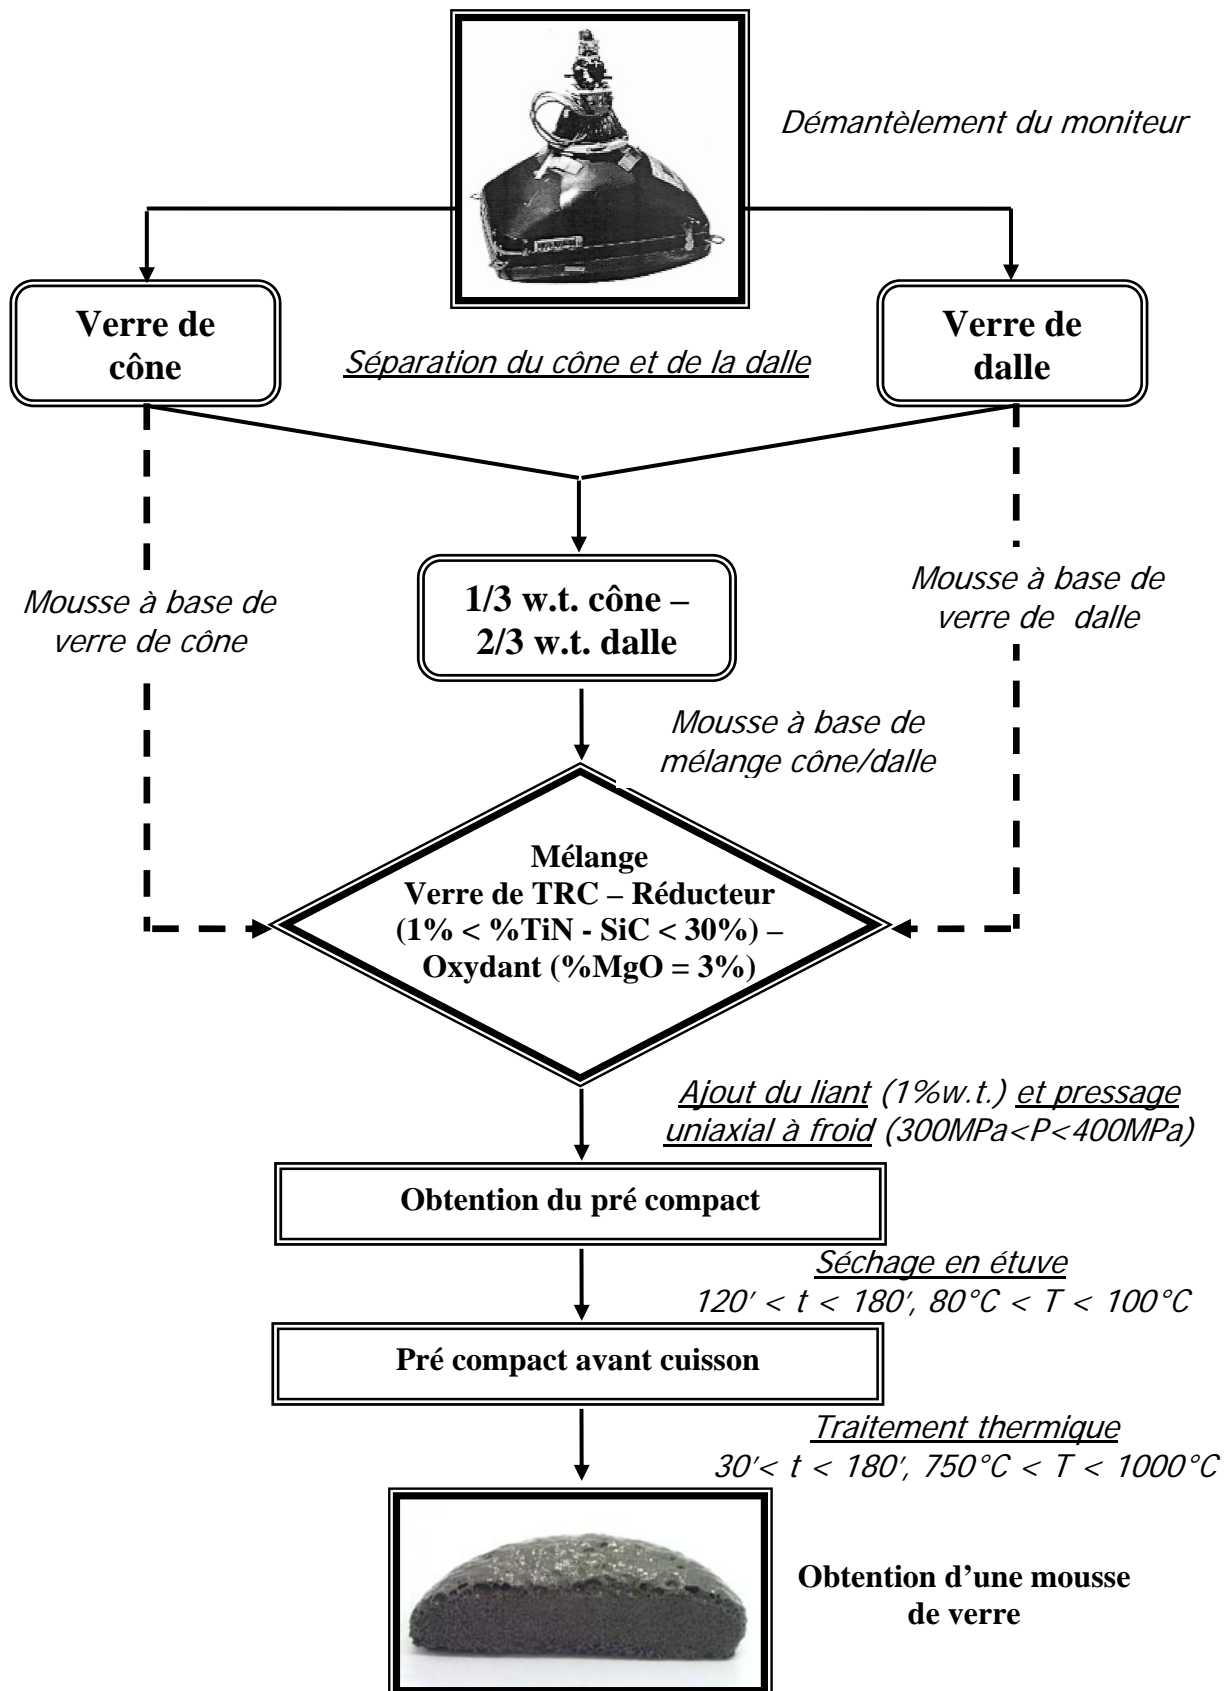 Démantèlement du moniteur
Verre de
cône
Séparation du cône et de la dalle
Verre de
dalle
Mousse à base de
verre de cône
1/3 w.t. cône –
2/3 w.t. dalle
Mousse à base de
verre de dalle
Mousse à base de
mélange cône/dalle
Mélange
Verre de TRC – Réducteur
(1% < %TiN - SiC < 30%) –
Oxydant (%MgO = 3%)
Ajout du liant (1%w.t.) et pressage
uniaxial à froid (300MPa<P<400MPa)
Obtention du pré compact
Séchage en étuve
120’ < t < 180’, 80°C < T < 100°C
Pré compact avant cuisson
Traitement thermique
30’< t < 180’, 750°C < T < 1000°C
Obtention d’une mousse
de verre